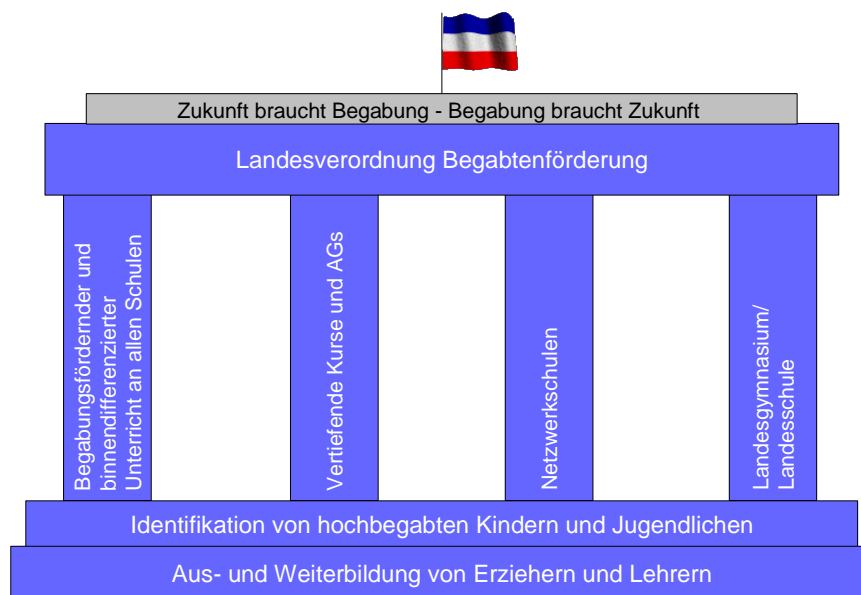 Zukunft braucht Begabung - Begabung braucht Zukunft
Landesverordnung Begabtenförderung
Begabungsfördernder und
binnendifferenzierter
Unterricht an allen Schulen
Vertiefende Kurse und AGs
Netzwerkschulen
Landesgymnasium/
Landesschule
Identifikation von hochbegabten Kindern und Jugendlichen
Aus- und Weiterbildung von Erziehern und Lehrern